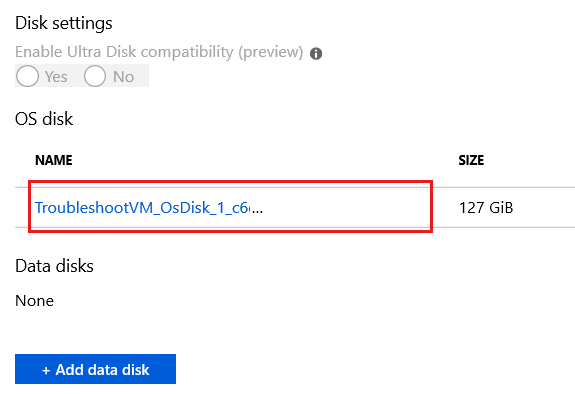 Disk settings
Enable Ultra Disk compatibility (preview)
Yes No
OS disk
NAME SIZE
TroubleshootVM_OsDisk_1_c6... 127 GiB
Data disks
None
+ Add data disk